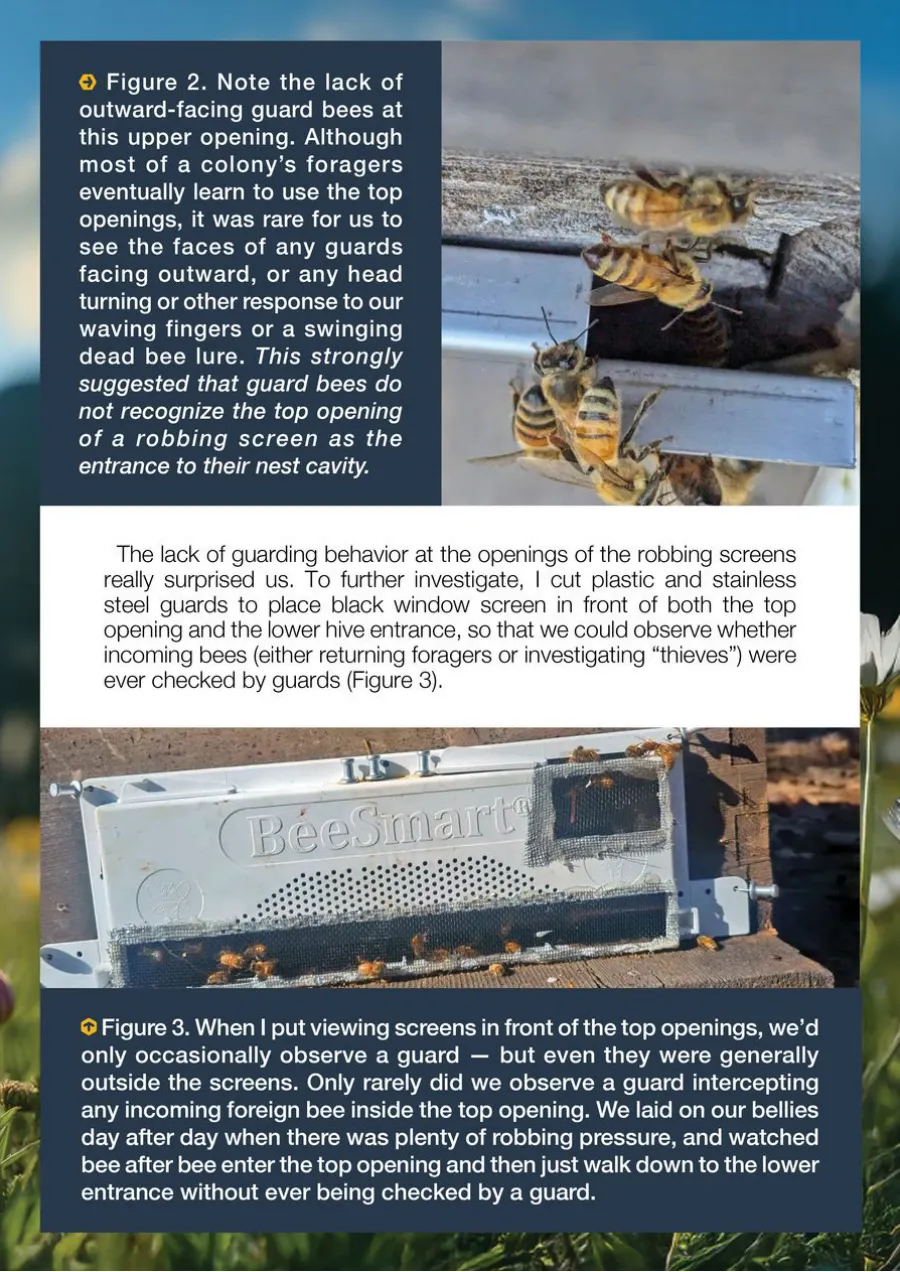 Figure 2. Note the lack of
outward-facing guard bees at
this upper opening. Although
most of a colony's foragers
eventually learn to use the top
openings, it was rare for us to
see the faces of any guards
facing outward, or any head
turning or other response to our
waving fingers or a swinging
dead bee lure. This strongly
suggested that guard bees do
not recognize the top opening
of a robbing screen as the
entrance to their nest cavity.
The lack of guarding behavior at the openings of the robbing screens
really surprised us. To further investigate, I cut plastic and stainless
steel guards to place black window screen in front of both the top
opening and the lower hive entrance, so that we could observe whether
incoming bees (either returning foragers or investigating “thieves”) were
ever checked by guards (Figure 3).
BeeSmart®
Figure 3. When I put viewing screens in front of the top openings, we'd
only occasionally observe a guard — but even they were generally
outside the screens. Only rarely did we observe a guard intercepting
any incoming foreign bee inside the top opening. We laid on our bellies
day after day when there was plenty of robbing pressure, and watched
bee after bee enter the top opening and then just walk down to the lower
entrance without ever being checked by a guard.